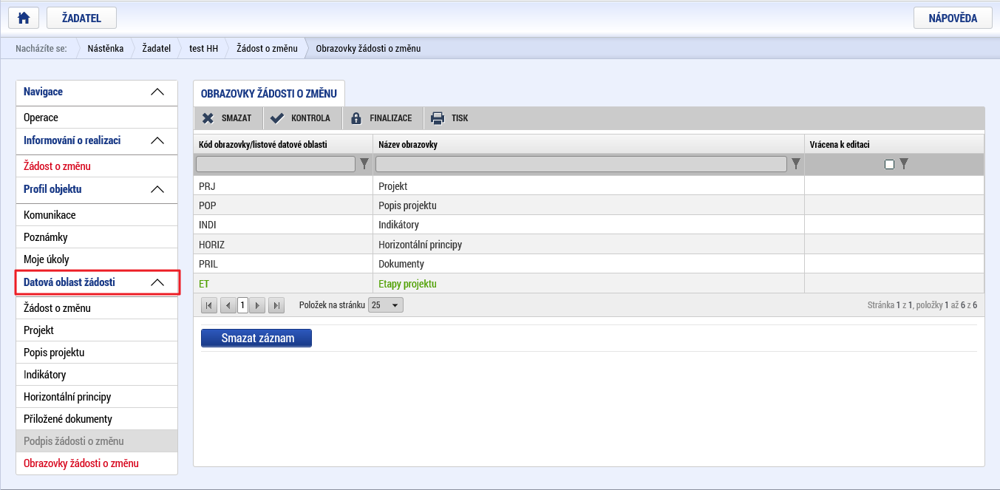 ŽADATEL
NÁPOVĚDA
Nacházíte se: Nástěnka Žadatel test HH Žádost o změnu Obrazovky žádosti o změnu
Navigace
Operace
Informování o realizaci
Žádost o změnu
Profil objektu
Komunikace
Poznámky
Moje úkoly
Datová oblast žádosti
Žádost o změnu
Projekt
Popis projektu
Indikátory
Horizontální principy
Přiložené dokumenty
Podpis žádosti o změnu
Obrazovky žádosti o změnu
OBRAZOVKY ŽÁDOSTI O ZMĚNU
SMAZAT KONTROLA FINALIZACE TISK
Kód obrazovky/listové datové oblasti Název obrazovky Vrácena k editaci
PRJ Projekt
POP Popis projektu
INDI Indikátory
HORIZ Horizontální principy
PRIL Dokumenty
ET Etapy projektu
1 Položek na stránku 25 Stránka 1 z 1, položky 1 až 6 z 6
Smazat záznam